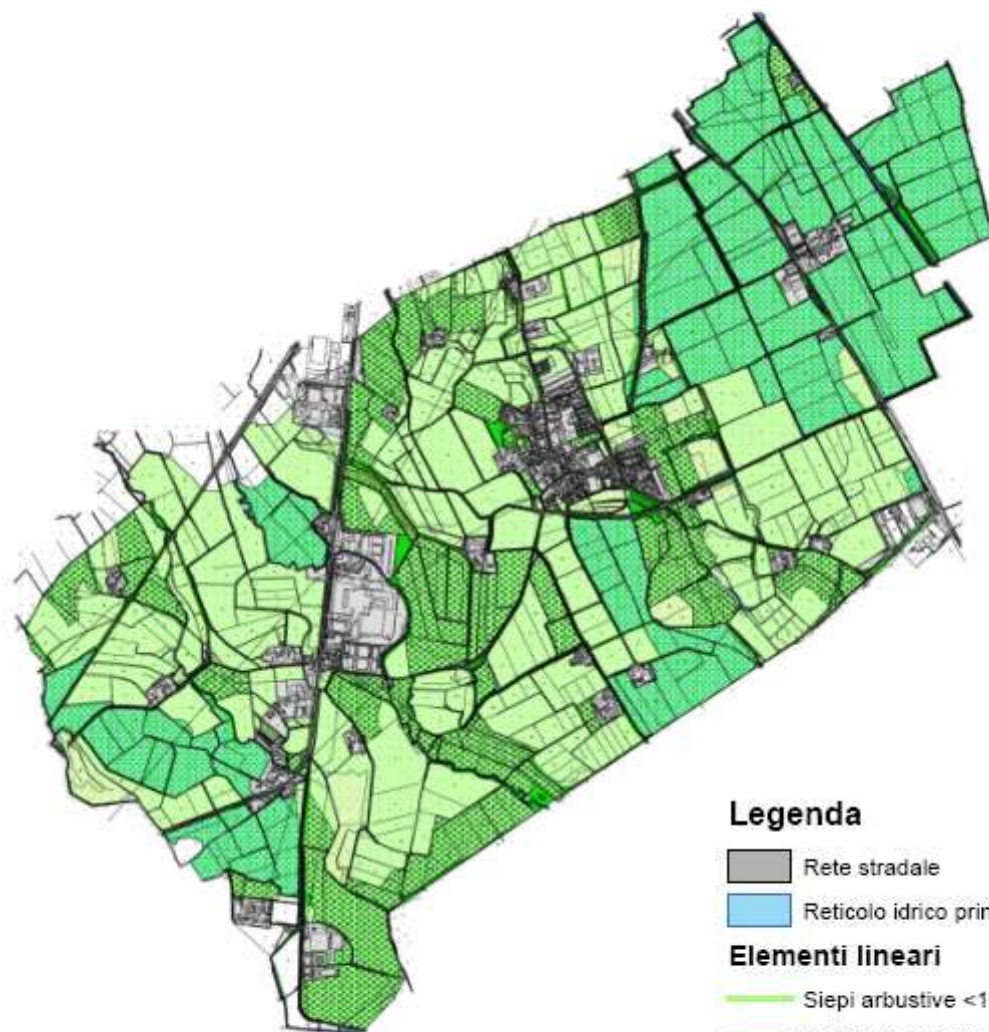 Legenda
Rete stradale
Reticolo idrico prin
Elementi lineari
Siepi arbustive <1